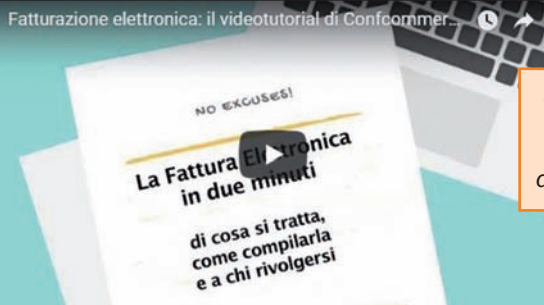 Fatturazione elettronica: il videotutorial di Confcommer...
NO EXCUSES!
La Fattura Elettronica
in due minuti
di cosa si tratta,
come compilarla
e a chi rivolgersi